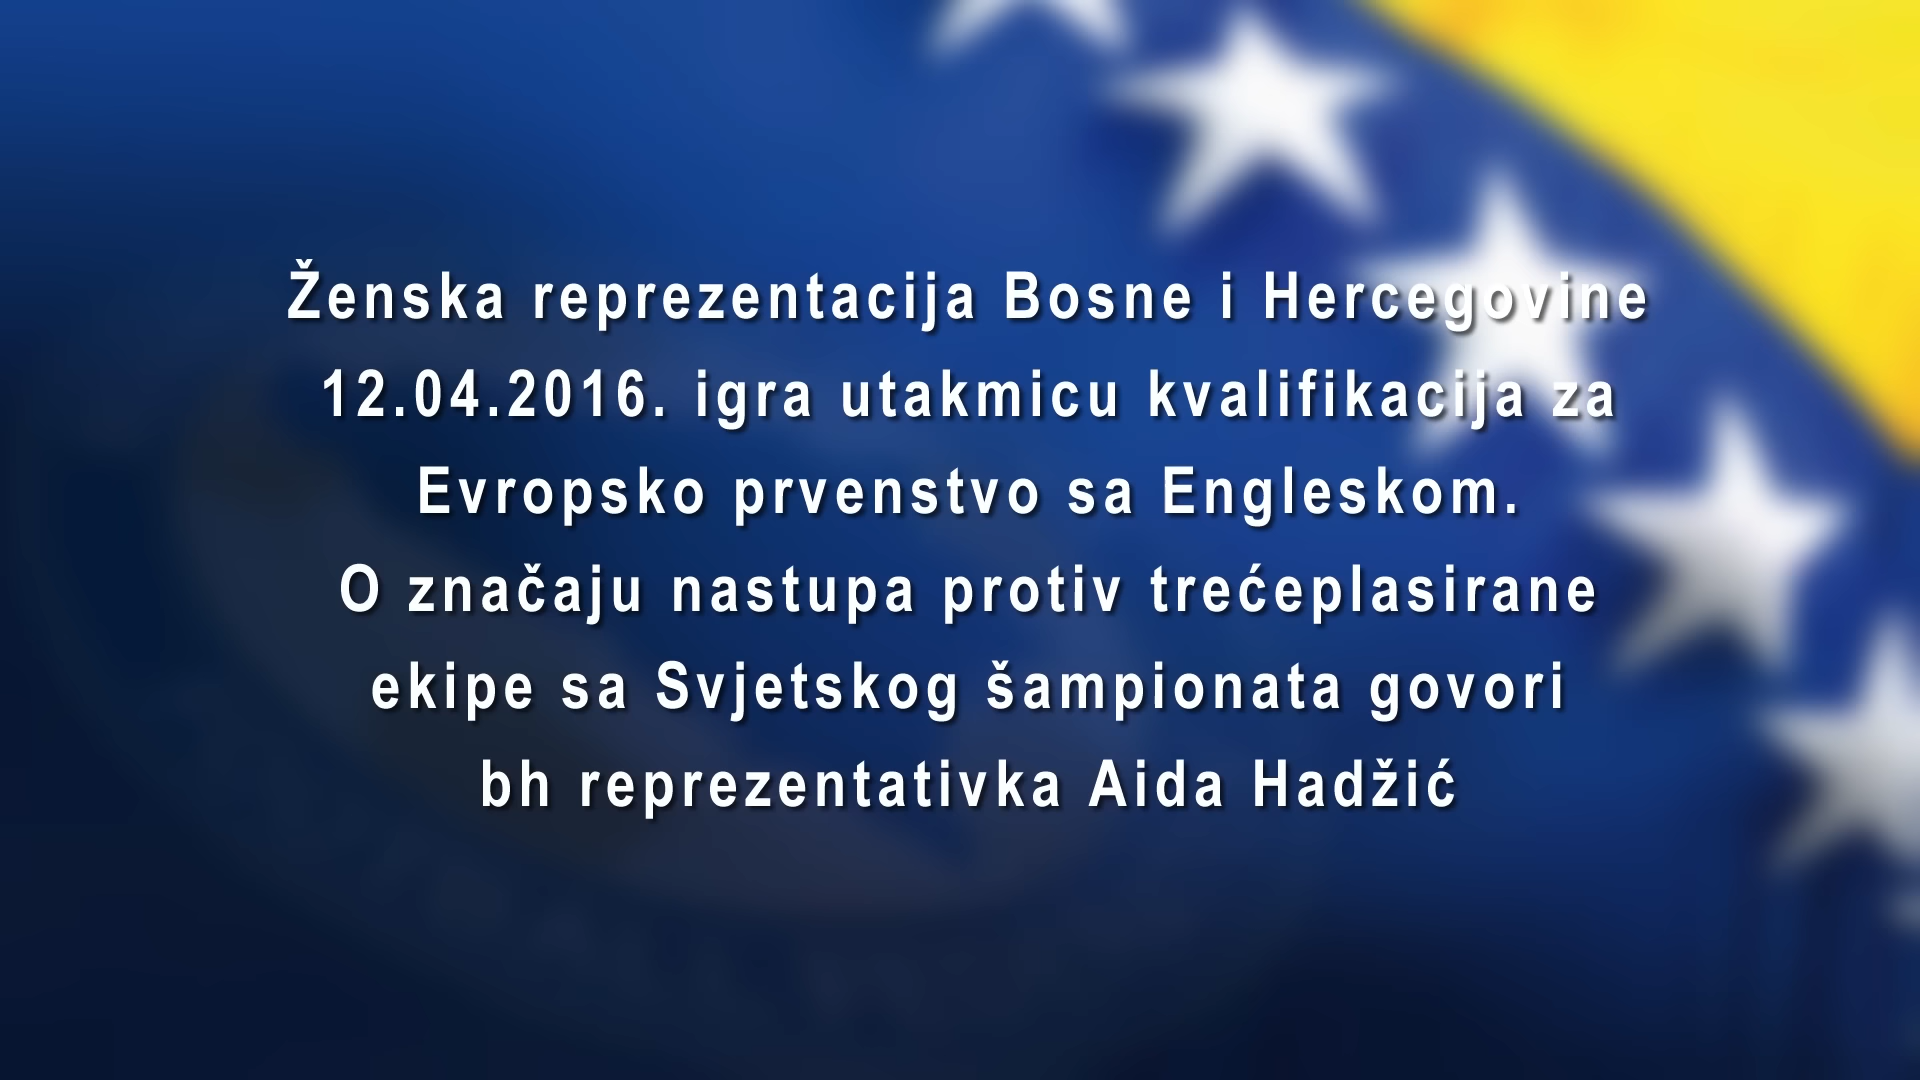 Ženska reprezentacija Bosne i Hercegovine
12.04.2016. igra utakmicu kvalifikacija za
Evropsko prvenstvo sa Engleskom.
O značaju nastupa protiv trećeplasirane
ekipe sa Svjetskog šampionata govori
bh reprezentativka Aida Hadžić